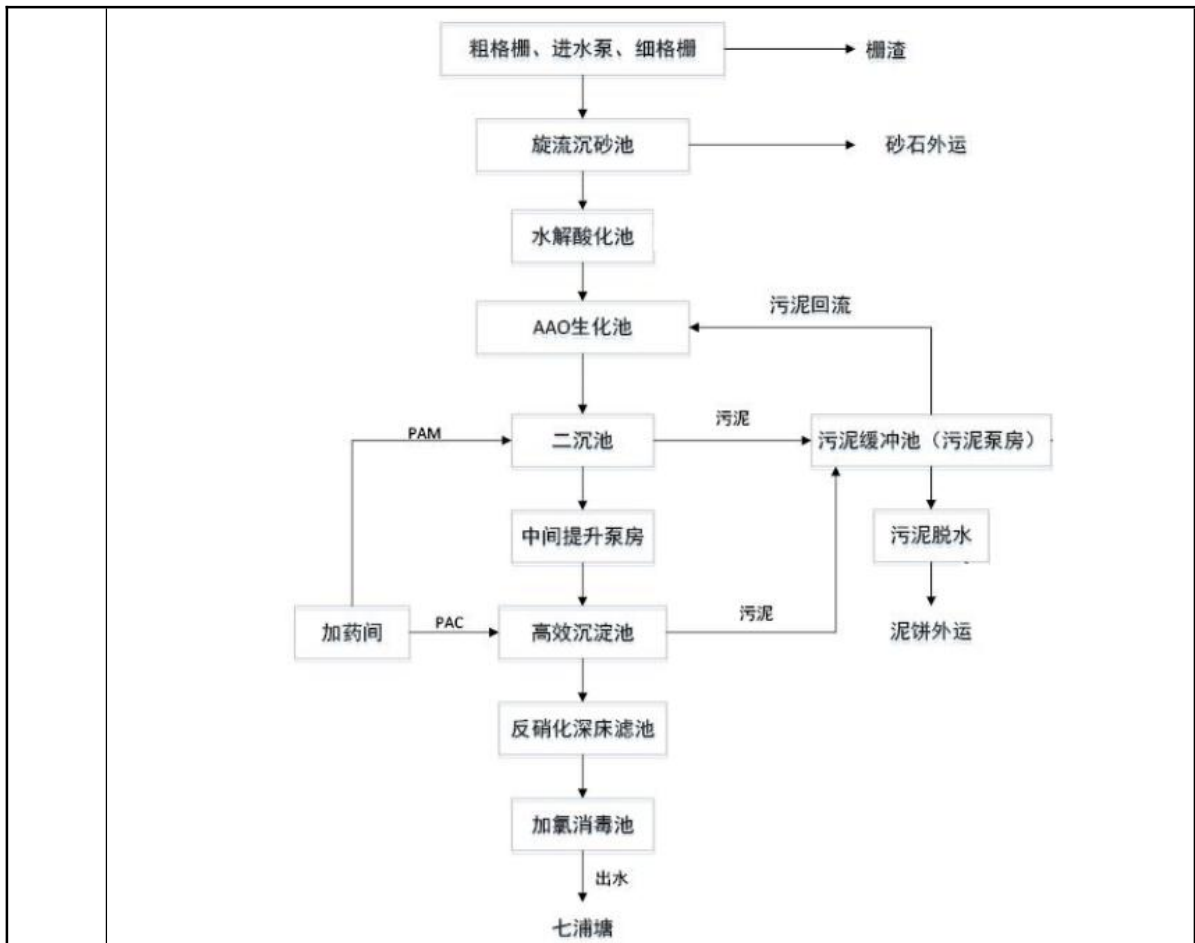 粗格栅、进水泵、细格栅
栅渣
旋流沉砂池
砂石外运
水解酸化池
污泥回流
AAO生化池
PAM
二沉池
污泥
污泥缓冲池（污泥泵房）
中间提升泵房
污泥脱水
加药间
PAC
高效沉淀池
污泥
泥饼外运
反硝化深床滤池
加氯消毒池
出水
七浦塘